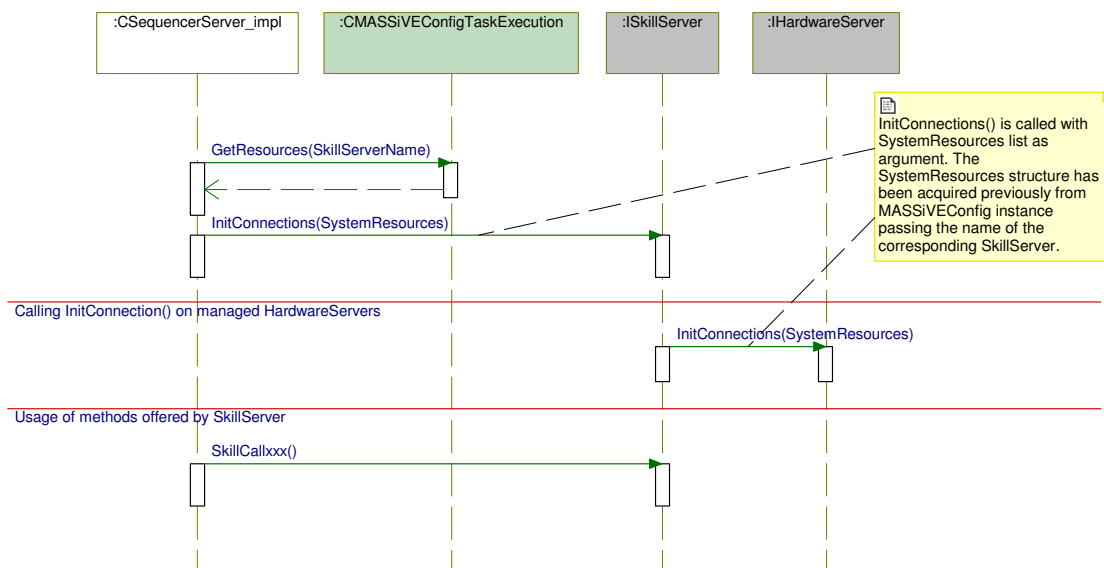 :CSequencerServer_impl
:CMASSiVEConfigTaskExecution
:ISkillServer
:IHardwareServer
InitConnections() is called with
SystemResources list as
argument. The
SystemResources structure has
been acquired previously from
MASSiVEConfig instance
passing the name of the
corresponding SkillServer.
GetResources(SkillServerName)
InitConnections(SystemResources)
Calling InitConnection() on managed HardwareServers
InitConnections(SystemResources)
Usage of methods offered by SkillServer
SkillCallxxx()